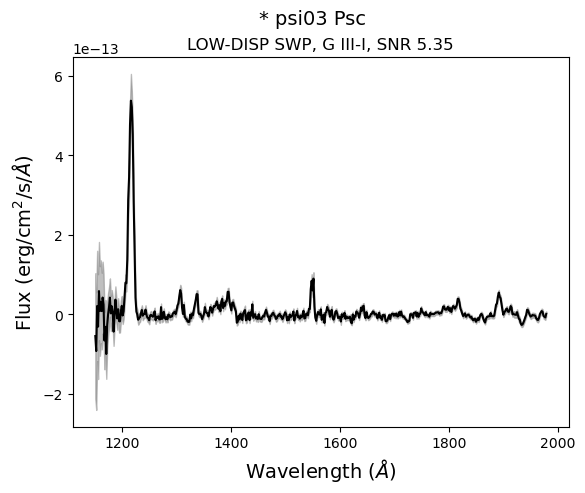 * psi03 Psc
LOW-DISP SWP, G III-I, SNR 5.35
1e−13
6
4
2
0
−2
Flux (erg/cm²/s/Å)
1200
1400
1600
1800
2000
Wavelength (Å)